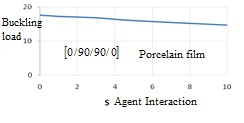 20
Buckling
load
10
[0/90/90/0] Porcelain film
0
0 2 4 6 8 10
s Agent Interaction